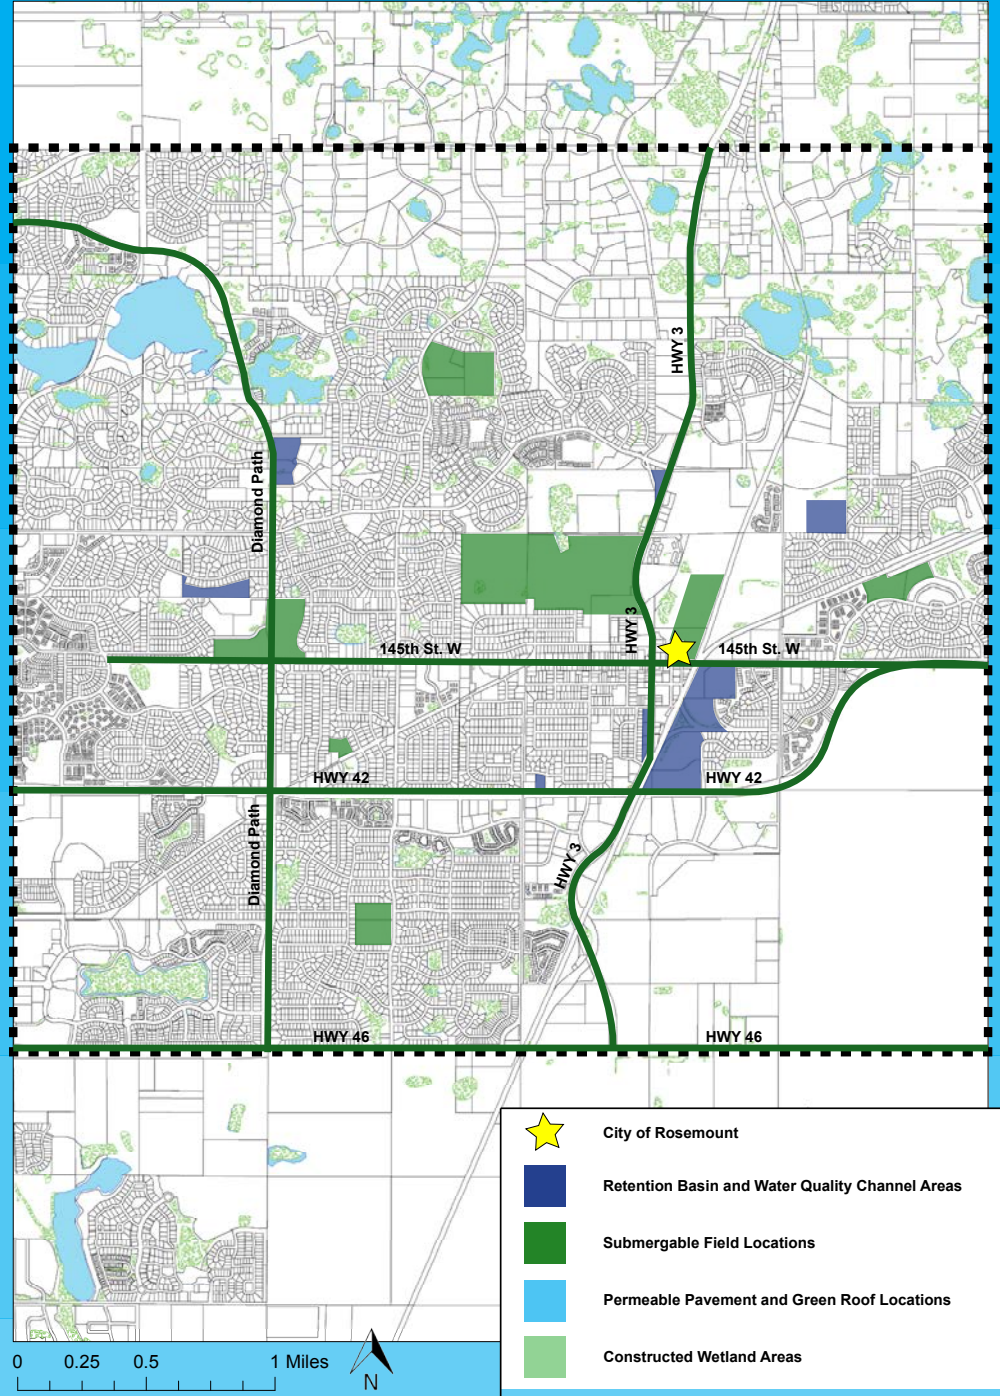 HWY 3
Diamond Path
HWY 3
145th St. W
145th St. W
HWY 42
HWY 42
Diamond Path
HWY 3
HWY 46
HWY 46
City of Rosemount
Retention Basin and Water Quality Channel Areas
Submergable Field Locations
Permeable Pavement and Green Roof Locations
Constructed Wetland Areas
0 0.25 0.5 1 Miles
N